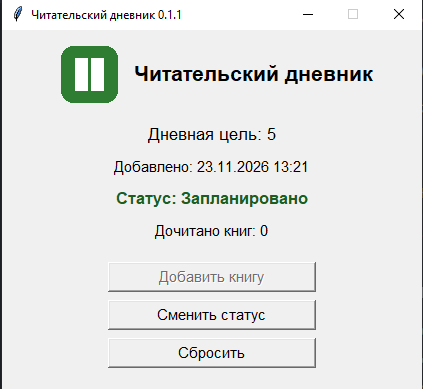 Читательский дневник 0.1.1
Читательский дневник
Дневная цель: 5
Добавлено: 23.11.2026 13:21
Статус: Запланировано
Дочитано книг: 0
Добавить книгу
Сменить статус
Сбросить